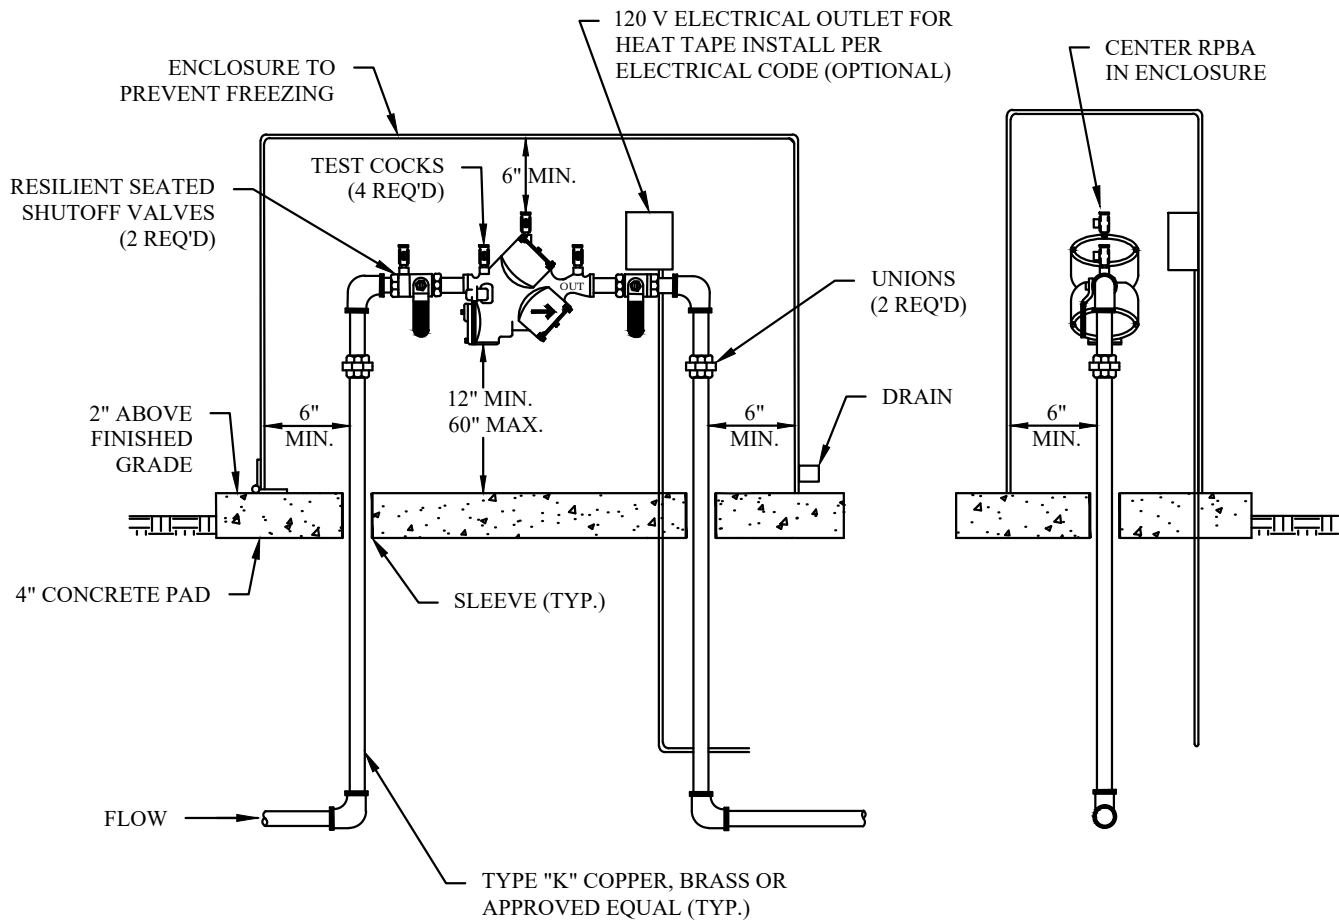 120 V ELECTRICAL OUTLET FOR
HEAT TAPE INSTALL PER
ELECTRICAL CODE (OPTIONAL)
CENTER RPBA
IN ENCLOSURE
ENCLOSURE TO
PREVENT FREEZING
TEST COCKS
(4 REQ'D)
6" MIN.
RESILIENT SEATED
SHUTOFF VALVES
(2 REQ'D)
OUT
UNIONS
(2 REQ'D)
12" MIN.
60" MAX.
DRAIN
2" ABOVE
FINISHED
GRADE
6"
MIN.
6"
MIN.
6"
MIN.
4" CONCRETE PAD
SLEEVE (TYP.)
FLOW
TYPE "K" COPPER, BRASS OR
APPROVED EQUAL (TYP.)